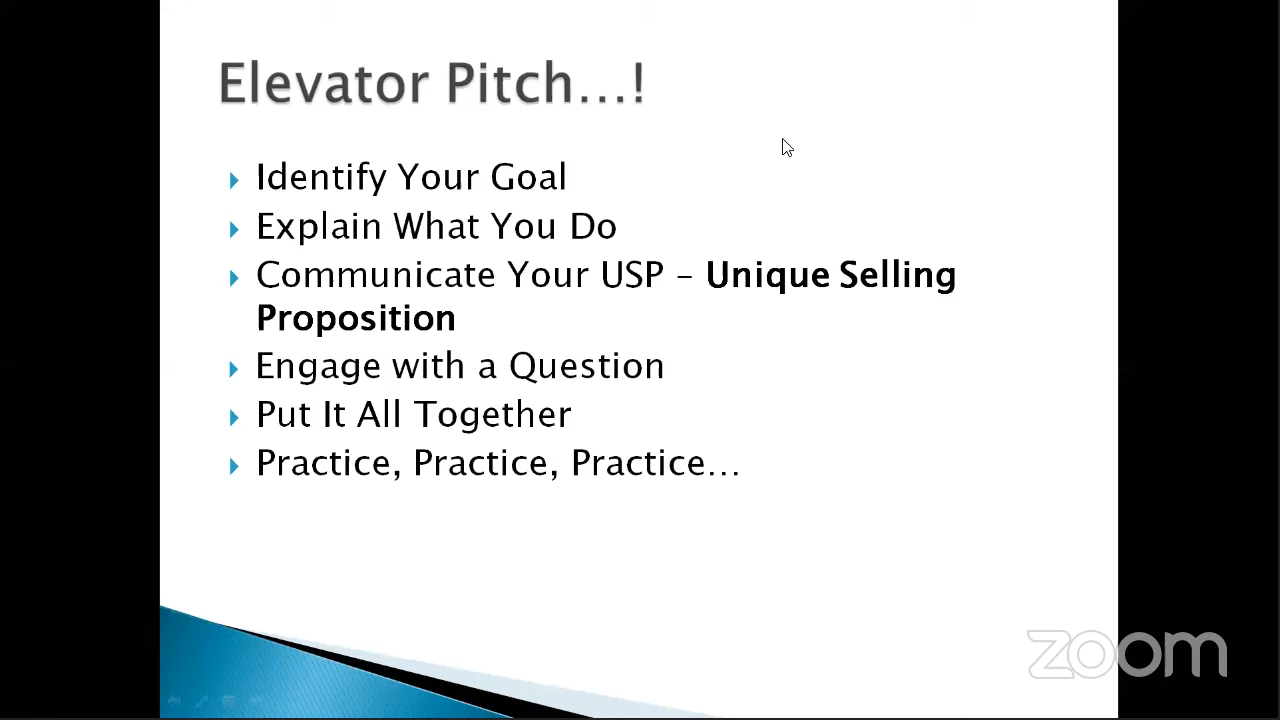 Elevator Pitch...!
Identify Your Goal
Explain What You Do
Communicate Your USP – Unique Selling
Proposition
Engage with a Question
Put It All Together
Practice, Practice, Practice...
zoom